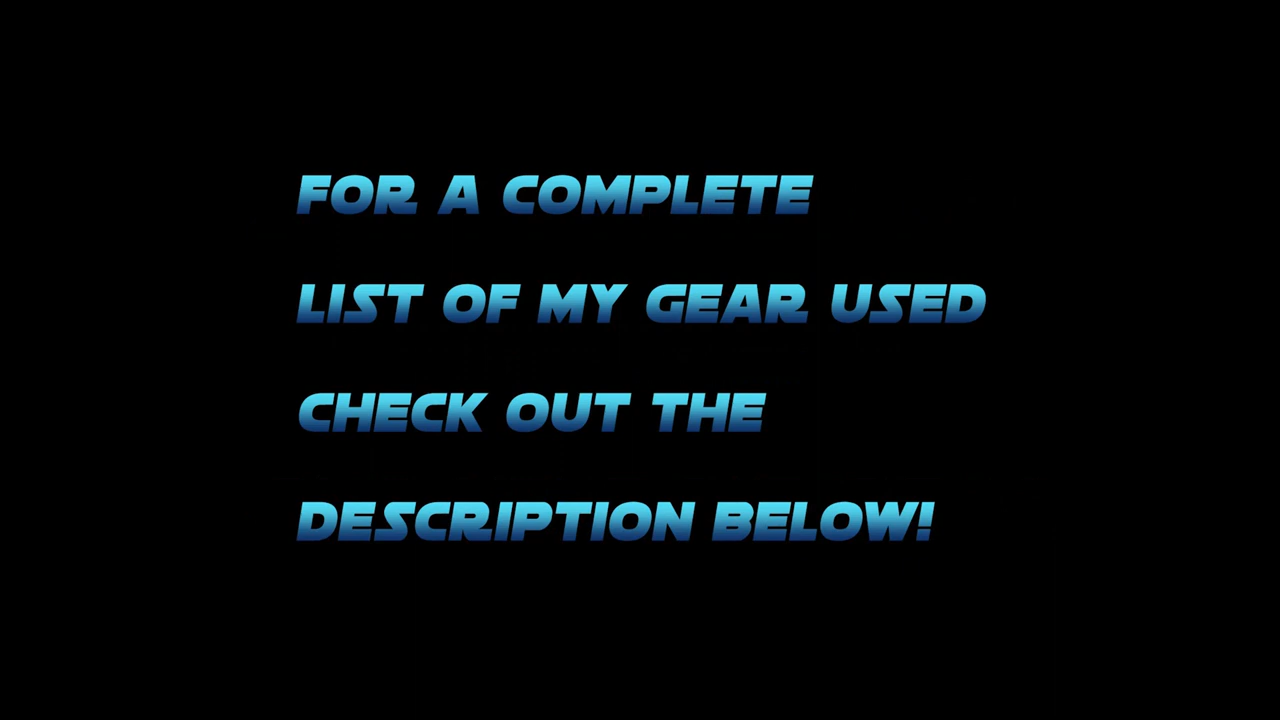 FOR A COMPLETE
LIST OF MY GEAR USED
CHECK OUT THE
DESCRIPTION BELOW!